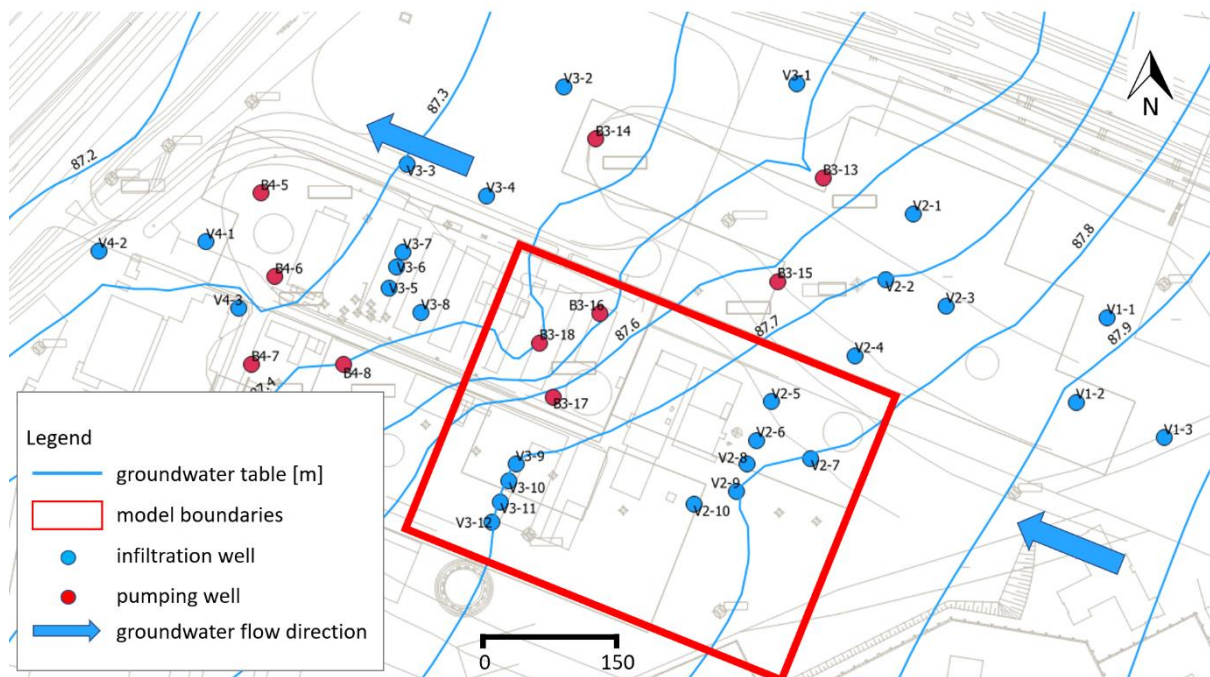 V3-2
V3-1
87.3
N
B3-14
87.2
V3-3
B3-13
V3-4
B4-5
V2-1
87.8
V4-1
V4-2
V3-7
V3-6
B4-6
B3-15
V2-2
V3-5
V2-3
V4-3
V3-8
B3-16
V1-1
87.6
87.7
87.9
B3-18
V2-4
B4-7
B4-8
87.4
V1-2
B3-17
V2-5
Legend
V1-3
V2-6
groundwater table [m]
V3-9
V2-8
V2-7
V3-10
V2-9
model boundaries
V3-11
V2-10
V3-12
infiltration well
pumping well
groundwater flow direction
0
150